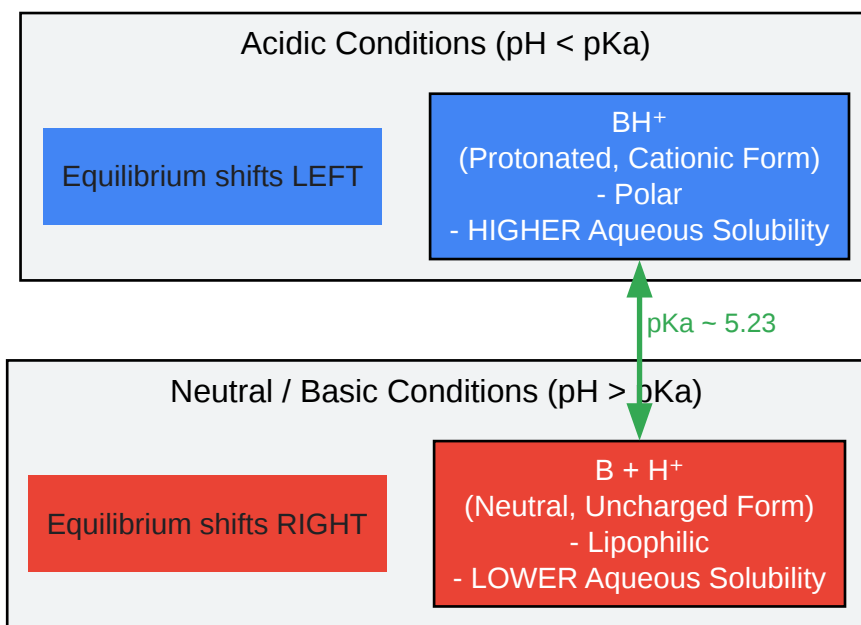 Acidic Conditions (pH < pKa)
Equilibrium shifts LEFT
BH⁺
(Protonated, Cationic Form)
- Polar
- HIGHER Aqueous Solubility
pKa ~ 5.23
Neutral / Basic Conditions (pH > pKa)
Equilibrium shifts RIGHT
B + H⁺
(Neutral, Uncharged Form)
- Lipophilic
- LOWER Aqueous Solubility